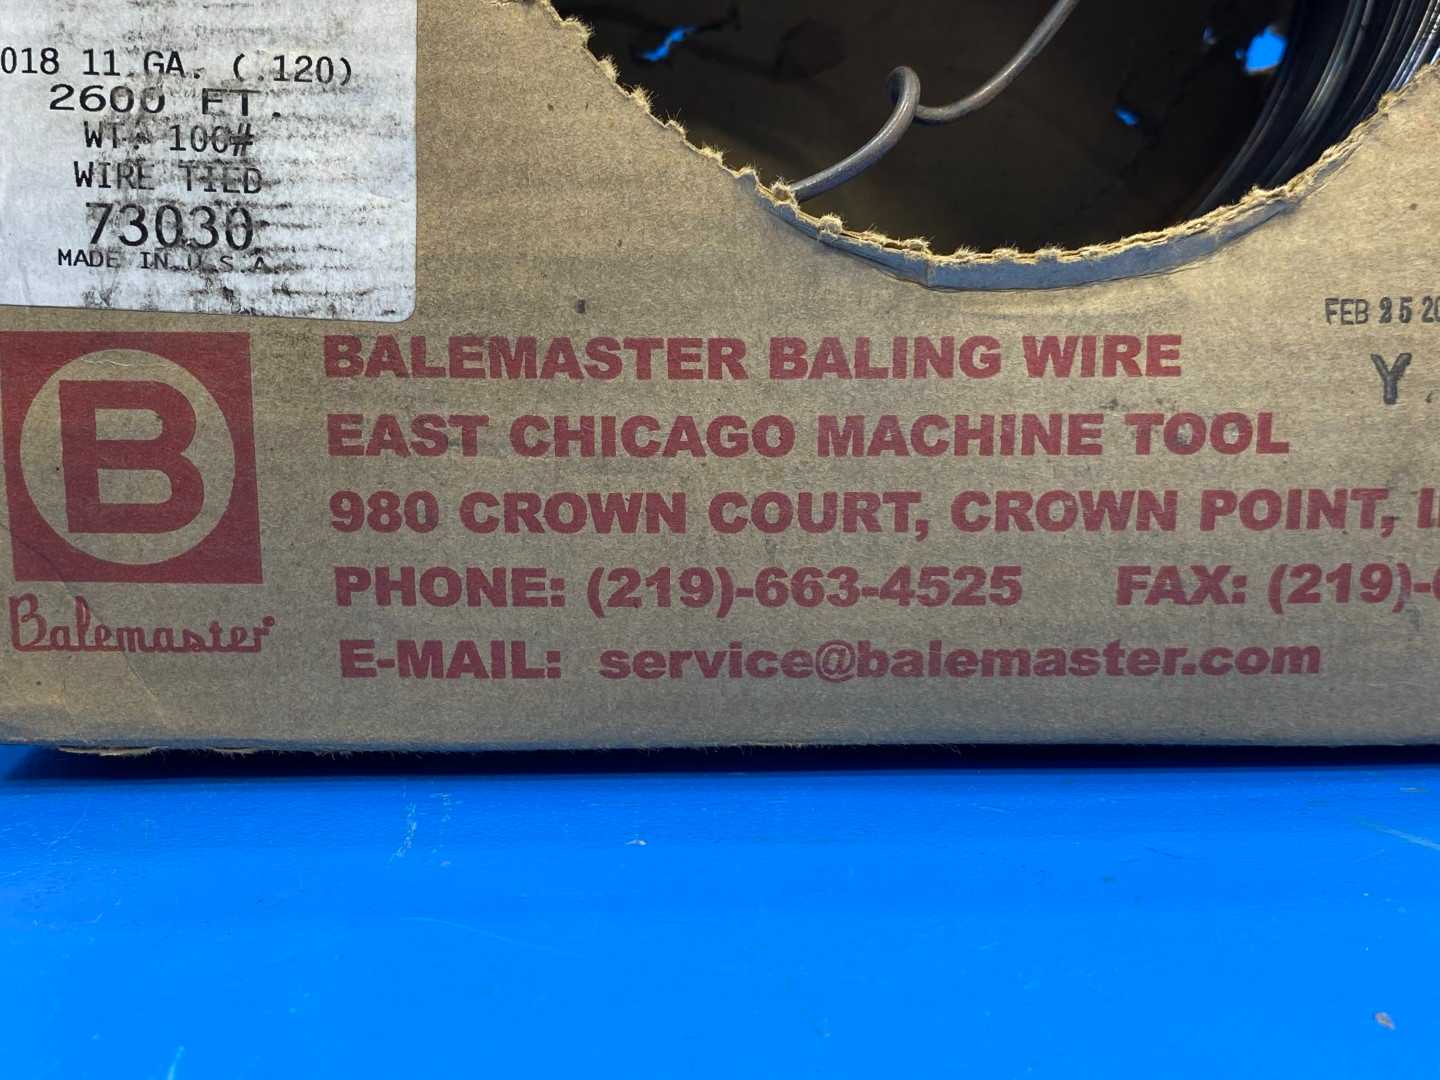 018 11 GA. (.120)
2600 FT.
WT. 100#
WIRE TIED
73030
MADE IN U.S.A.
FEB 25 20
Y
B
Balemaster
BALEMASTER BALING WIRE
EAST CHICAGO MACHINE TOOL
980 CROWN COURT, CROWN POINT,
PHONE: (219)-663-4525 FAX: (219)-
E-MAIL: service@balemaster.com